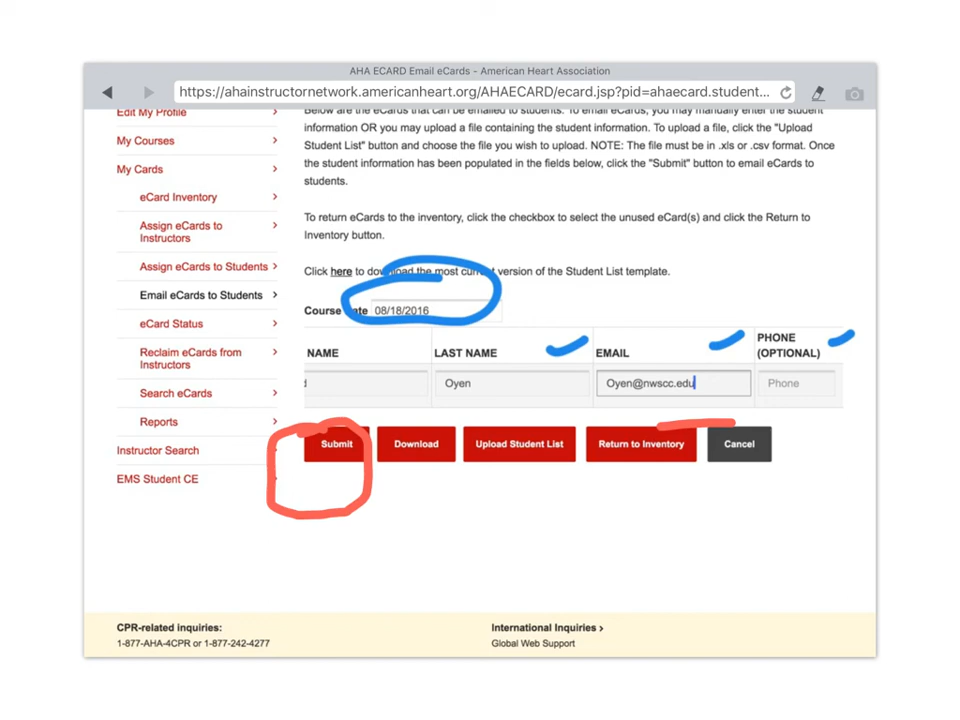 AHA ECARD Email eCards - American Heart Association
https://ahainstructornetwork.americanheart.org/AHAECARD/ecard.jsp?pid=ahaecard.student...
Edit My Profile
My Courses
My Cards
eCard Inventory
Assign eCards to
Instructors
Assign eCards to Students
Email eCards to Students
eCard Status
Reclaim eCards from
Instructors
Search eCards
Reports
Instructor Search
EMS Student CE
Below are the eCards that can be emailed to students. To email eCards, you may manually enter the student
information OR you may upload a file containing the student information. To upload a file, click the "Upload
Student List" button and choose the file you wish to upload. NOTE: The file must be in .xls or .csv format. Once
the student information has been populated in the fields below, click the "Submit" button to email eCards to
students.
To return eCards to the inventory, click the checkbox to select the unused eCard(s) and click the Return to
Inventory button.
Click here to download the most current version of the Student List template.
Course Date 08/18/2016
NAME LAST NAME EMAIL PHONE
(OPTIONAL)
d Oyen Oyen@nwscc.edu Phone
Submit Download Upload Student List Return to Inventory Cancel
CPR-related inquiries:
1-877-AHA-4CPR or 1-877-242-4277
International Inquiries >
Global Web Support